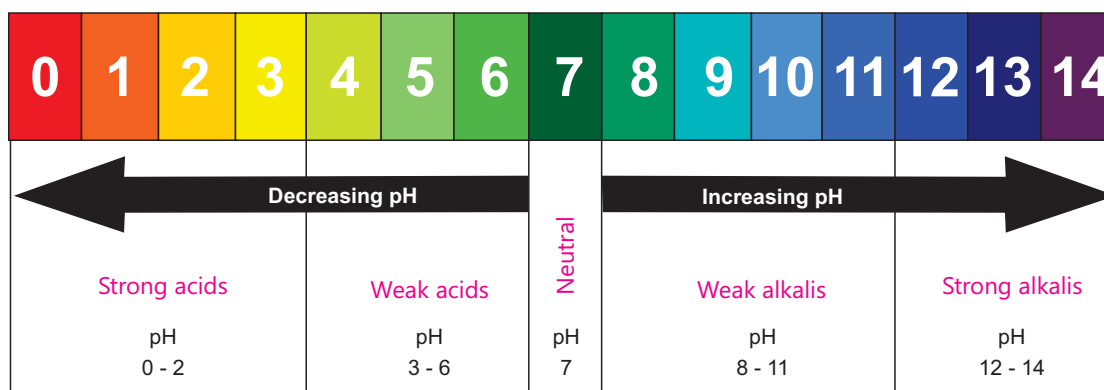 0 1 2 3 4 5 6 7 8 9 10 11 12 13 14
Decreasing pH
Increasing pH
Strong acids
Weak acids
Neutral
Weak alkalis
Strong alkalis
pH
0 - 2
pH
3 - 6
pH
7
pH
8 - 11
pH
12 - 14